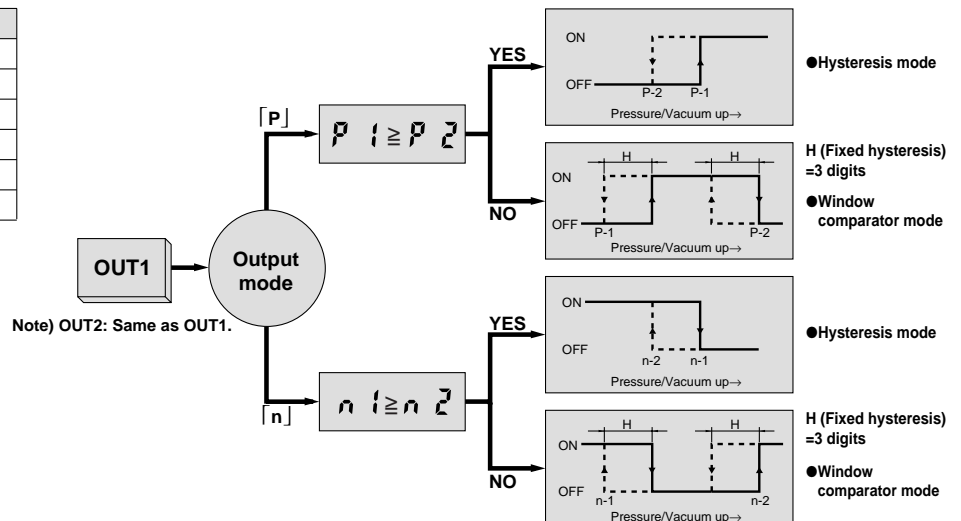 OUT1
Note) OUT2: Same as OUT1.
Output
mode
「P」
P 1≧P 2
YES
ON
OFF
P-2 P-1
Pressure/Vacuum up→
●Hysteresis mode
NO
H H
ON
OFF
P-1 P-2
Pressure/Vacuum up→
H (Fixed hysteresis)
=3 digits
●Window
comparator mode
「n」
n 1≧n 2
YES
ON
OFF
n-2 n-1
Pressure/Vacuum up→
●Hysteresis mode
NO
H H
ON
OFF
n-1 n-2
Pressure/Vacuum up→
H (Fixed hysteresis)
=3 digits
●Window
comparator mode